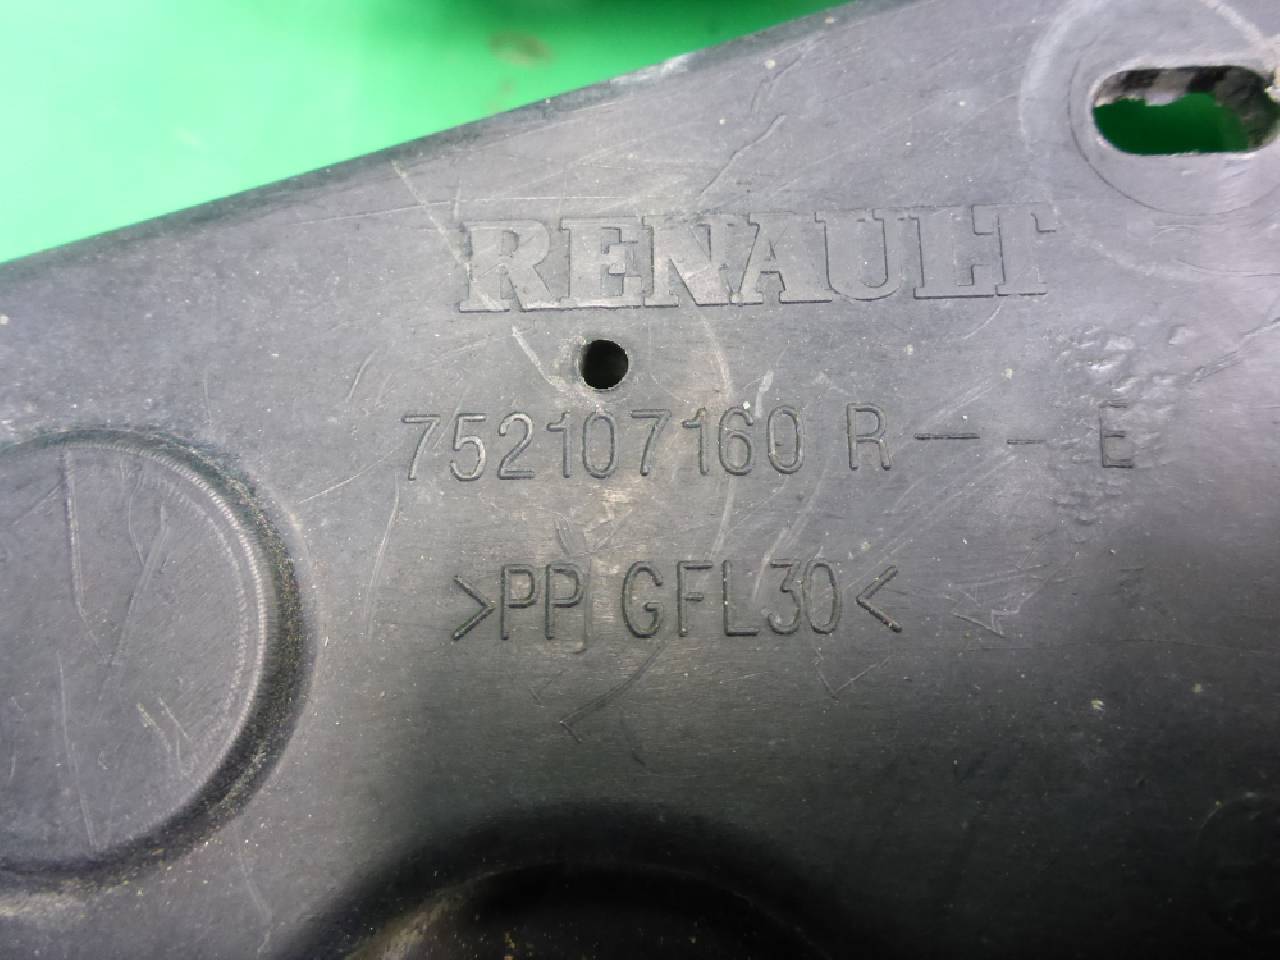 RENAULT
752107160 R-- E
>PP GFL30<